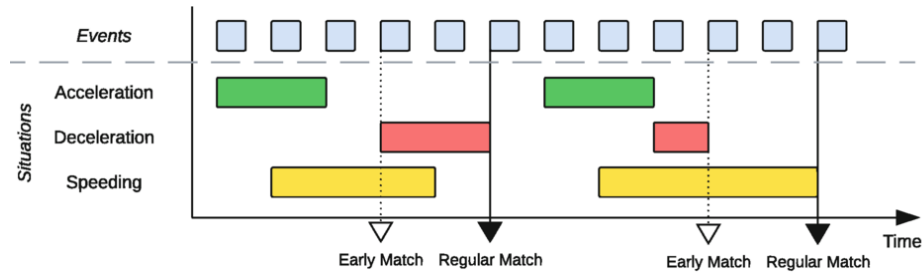 Events
Situations
Acceleration
Deceleration
Speeding
Time
Early Match Regular Match Early Match Regular Match